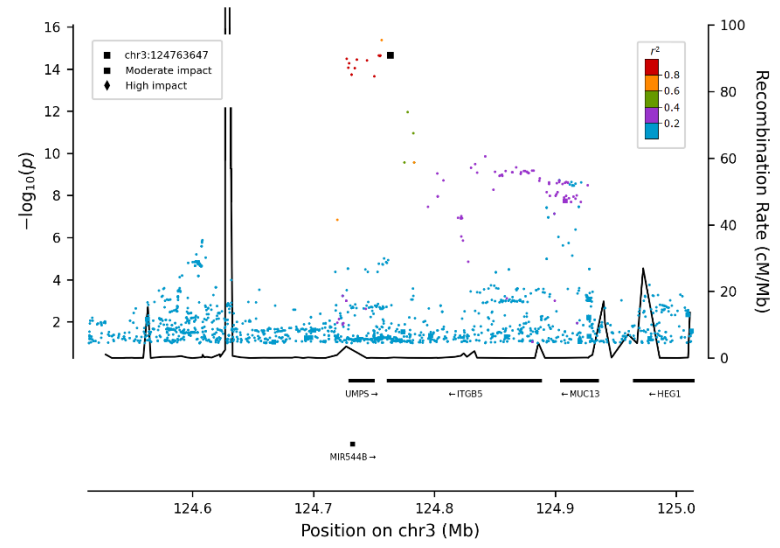 16
14
12
10
8
6
4
2
−log₁₀(p)
chr3:124763647
Moderate impact
High impact
r²
0.8
0.6
0.4
0.2
100
80
60
40
20
0
Recombination Rate (cM/Mb)
UMPS→
←ITGB5
←MUC13
←HEG1
MIR544B→
124.6
124.7
124.8
124.9
125.0
Position on chr3 (Mb)